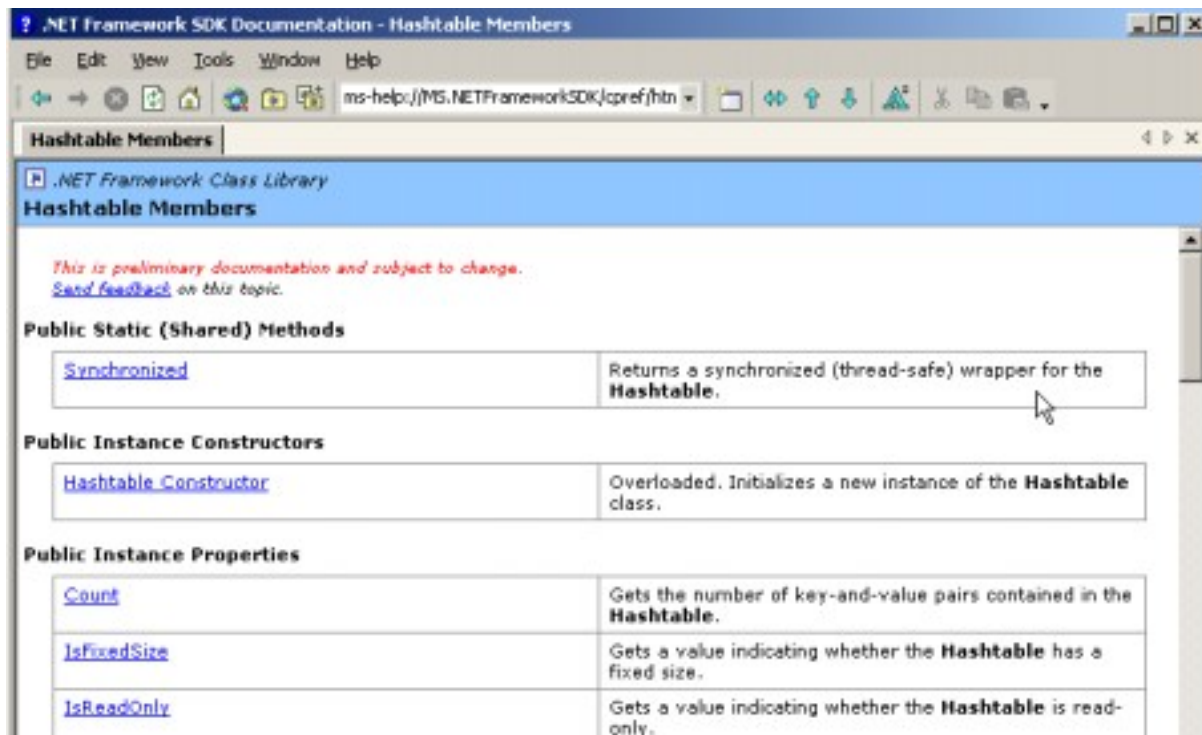 .NET Framework SDK Documentation - Hashtable Members
File Edit View Tools Window Help
ms-help://MS.NETFrameworkSDK/cpref/htm
Hashtable Members
.NET Framework Class Library
Hashtable Members
This is preliminary documentation and subject to change.
Send feedback on this topic.
Public Static (Shared) Methods
Synchronized
Returns a synchronized (thread-safe) wrapper for the
Hashtable.
Public Instance Constructors
Hashtable Constructor
Overloaded. Initializes a new instance of the Hashtable
class.
Public Instance Properties
Count
Gets the number of key-and-value pairs contained in the
Hashtable.
IsFixedSize
Gets a value indicating whether the Hashtable has a
fixed size.
IsReadOnly
Gets a value indicating whether the Hashtable is read-
only.